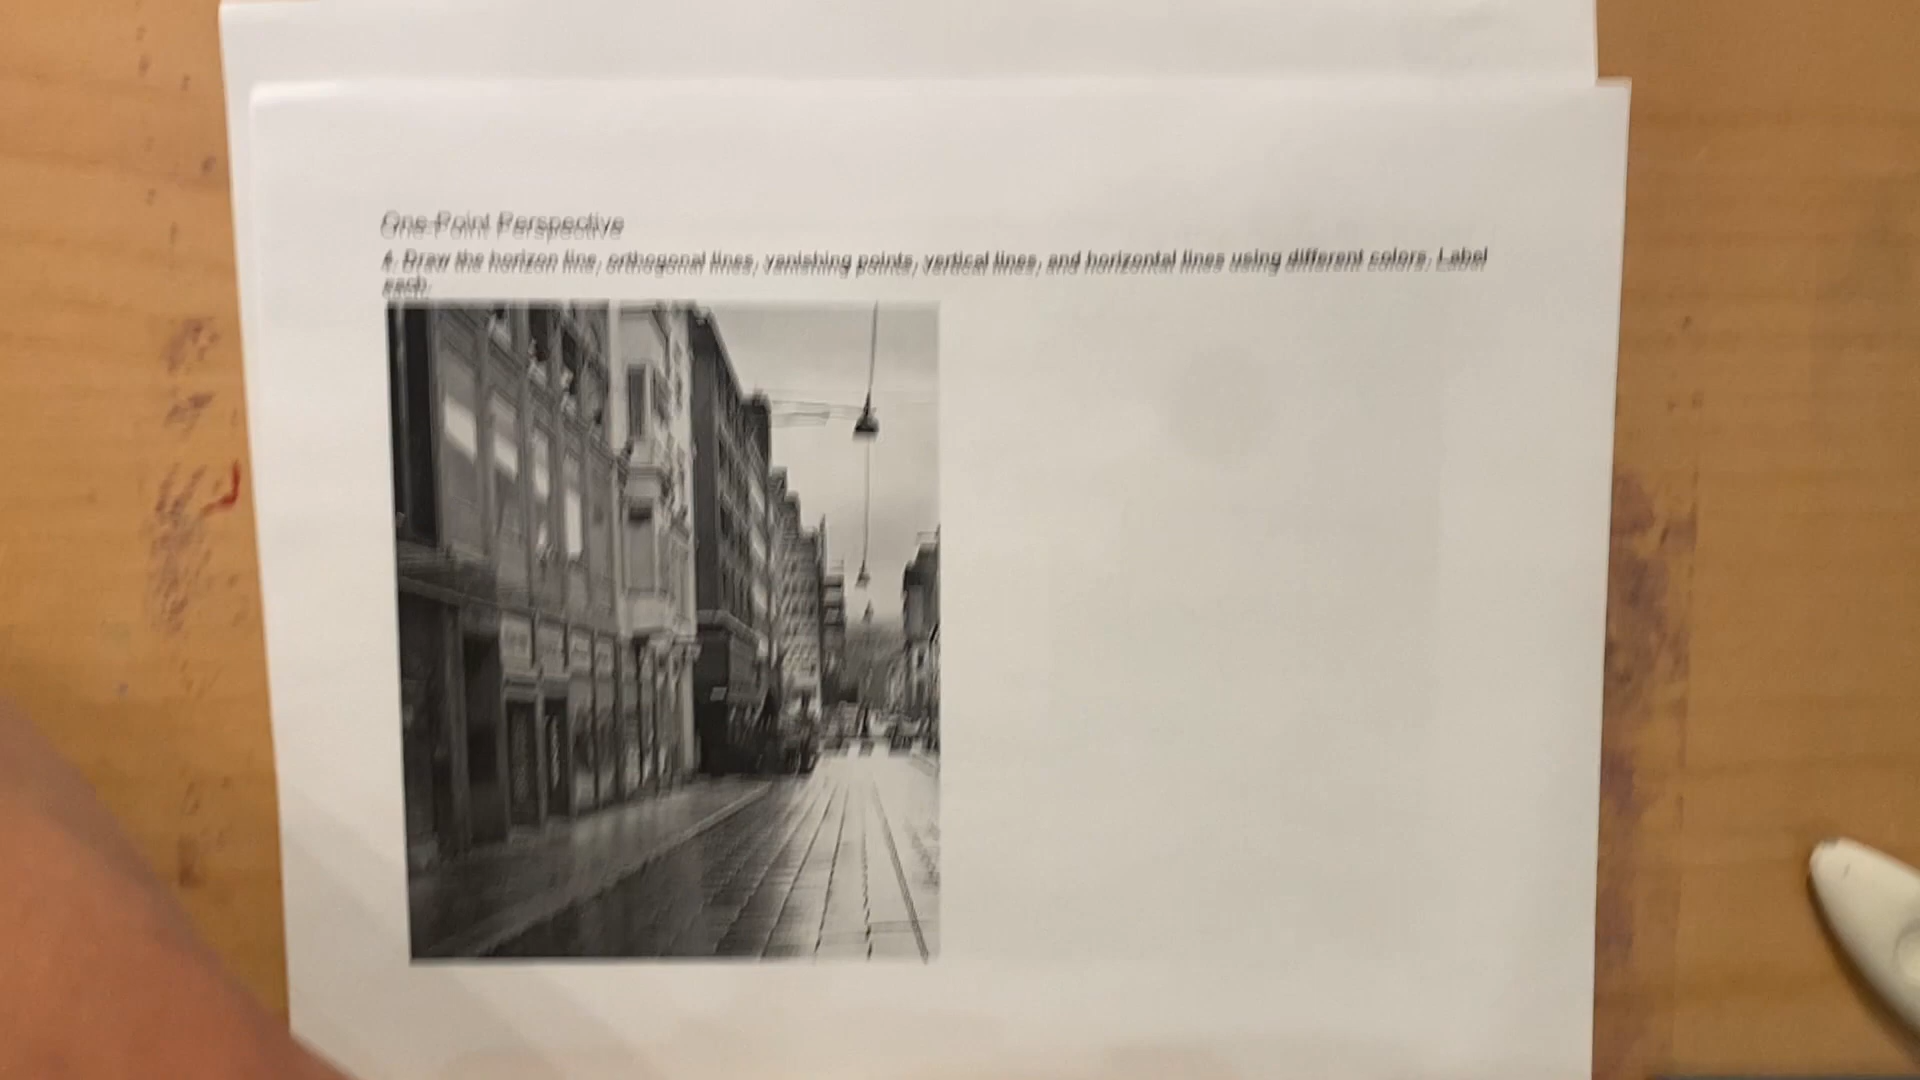 One-Point Perspective
4. Draw the horizon line, orthogonal lines, vanishing points, vertical lines, and horizontal lines using different colors. Label
each.